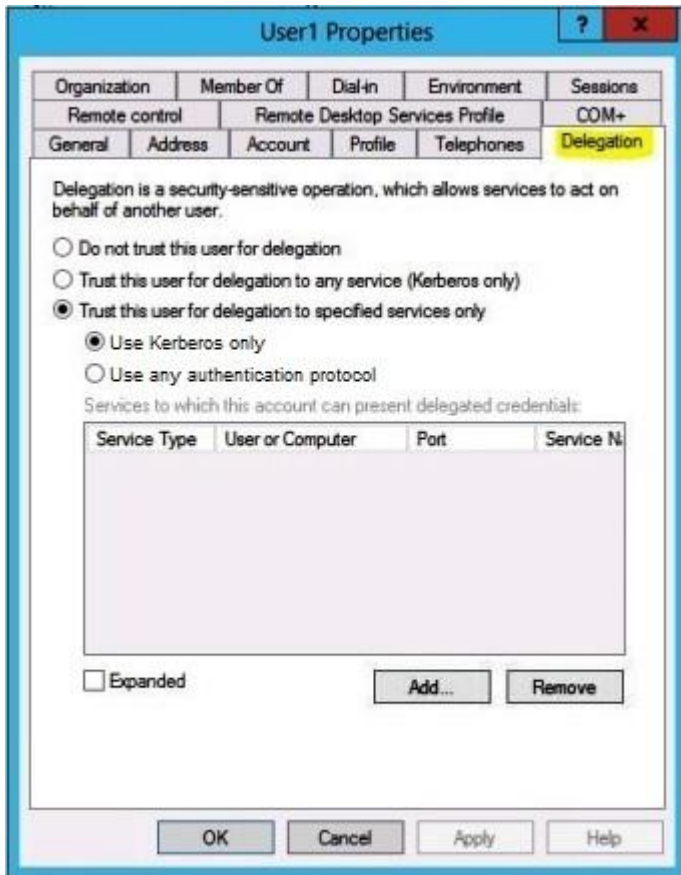 User1 Properties
?
x
Organization Member Of Dial-in Environment Sessions
Remote control Remote Desktop Services Profile COM+
General Address Account Profile Telephones Delegation
Delegation is a security-sensitive operation, which allows services to act on
behalf of another user.
Do not trust this user for delegation
Trust this user for delegation to any service (Kerberos only)
Trust this user for delegation to specified services only
Use Kerberos only
Use any authentication protocol
Services to which this account can present delegated credentials:
Service Type User or Computer Port Service Na
Expanded Add... Remove
OK Cancel Apply Help